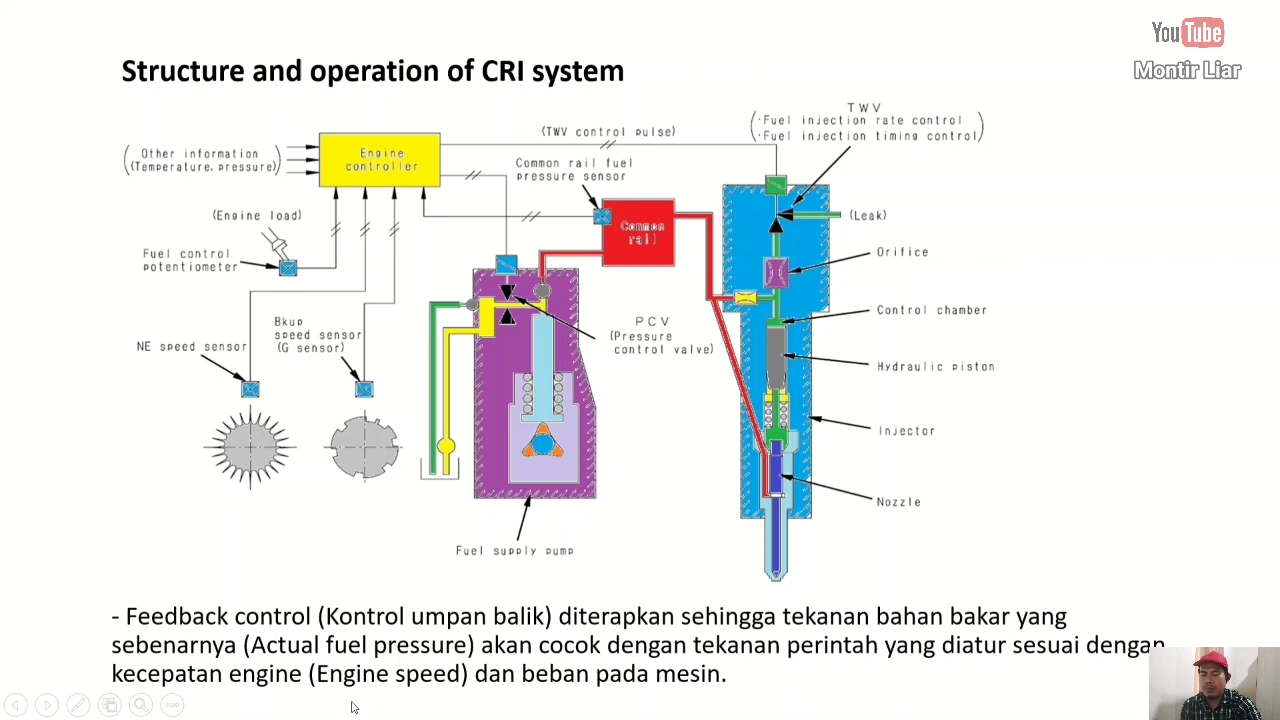 YouTube
Montir Liar
Structure and operation of CRI system
TWV
(･Fuel injection rate control
･Fuel injection timing control)
(TWV control pulse)
Engine
controller
(Other information
(Temperature, pressure)
Common rail fuel
pressure sensor
(Engine load)
Common
rail
(Leak)
Fuel control
potentiometer
Orifice
Control chamber
Bkup
speed sensor
(G sensor)
PCV
(Pressure
control valve)
NE speed sensor
Hydraulic piston
Injector
Nozzle
Fuel supply pump
- Feedback control (Kontrol umpan balik) diterapkan sehingga tekanan bahan bakar yang
sebenarnya (Actual fuel pressure) akan cocok dengan tekanan perintah yang diatur sesuai dengan
kecepatan engine (Engine speed) dan beban pada mesin.